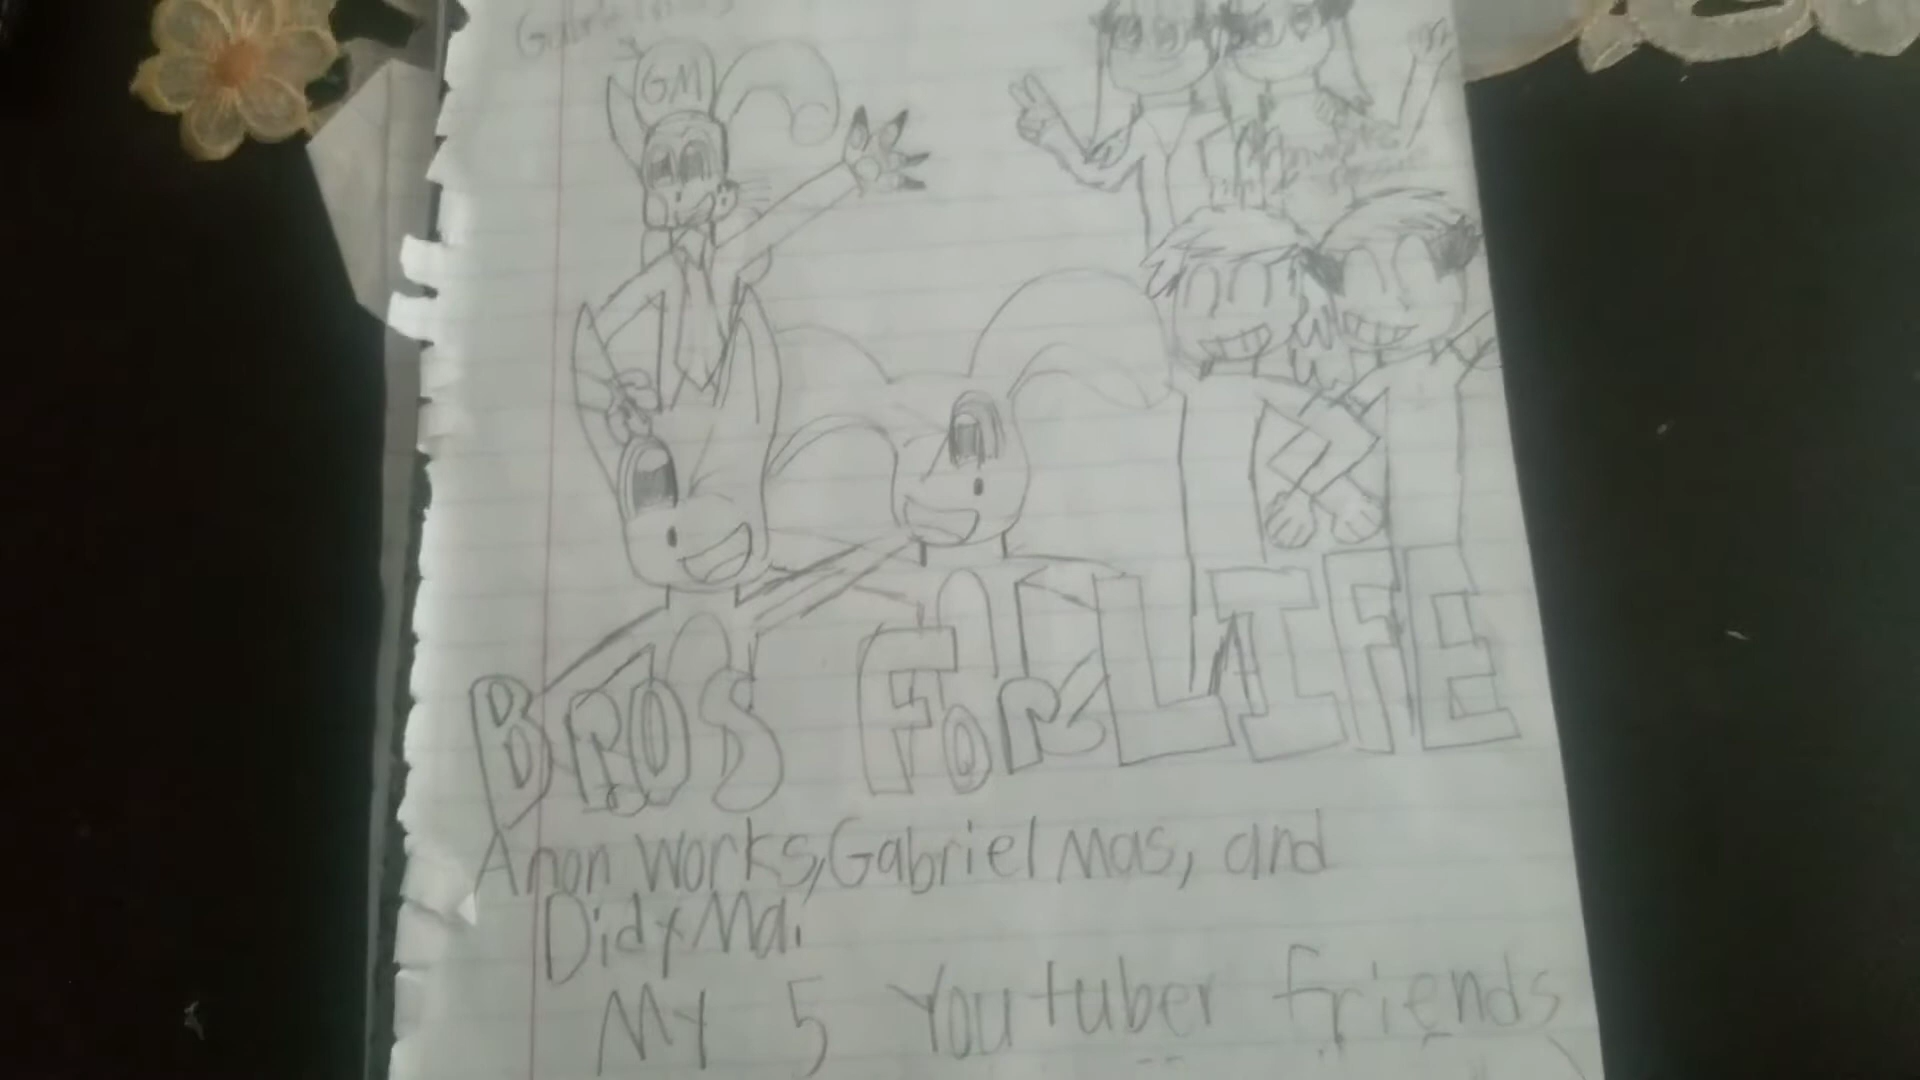 GM
BROS FOR LIFE
Anon Works, Gabriel Mas, and
Didy Mai
My 5 Youtuber friends